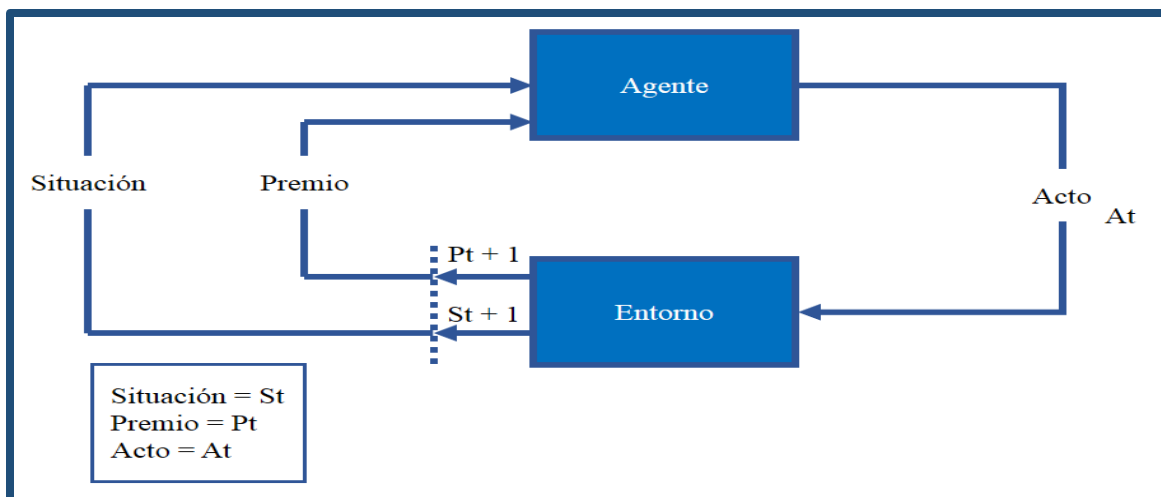 Agente
Situación
Premio
Acto
At
Pt + 1
St + 1
Entorno
Situación = St
Premio = Pt
Acto = At